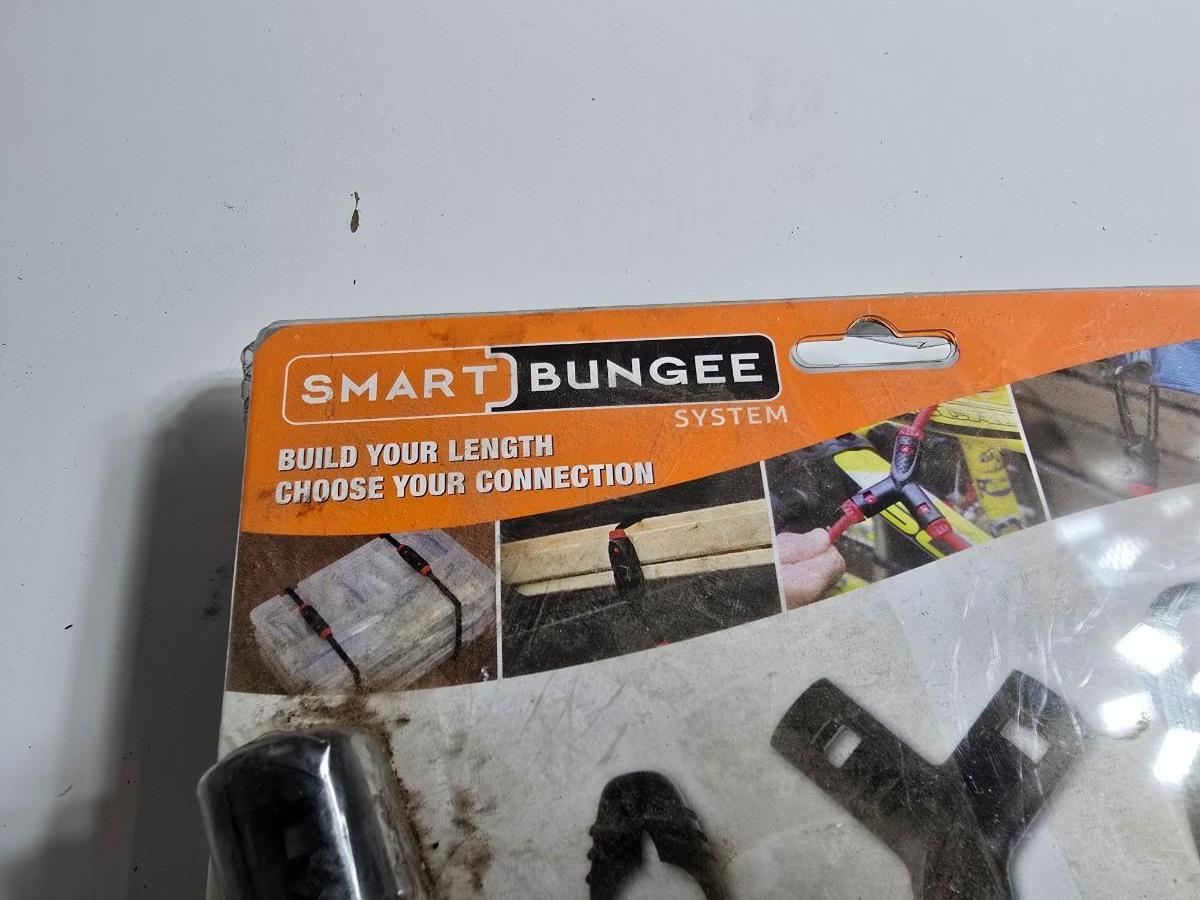 SMART BUNGEE
SYSTEM
BUILD YOUR LENGTH
CHOOSE YOUR CONNECTION